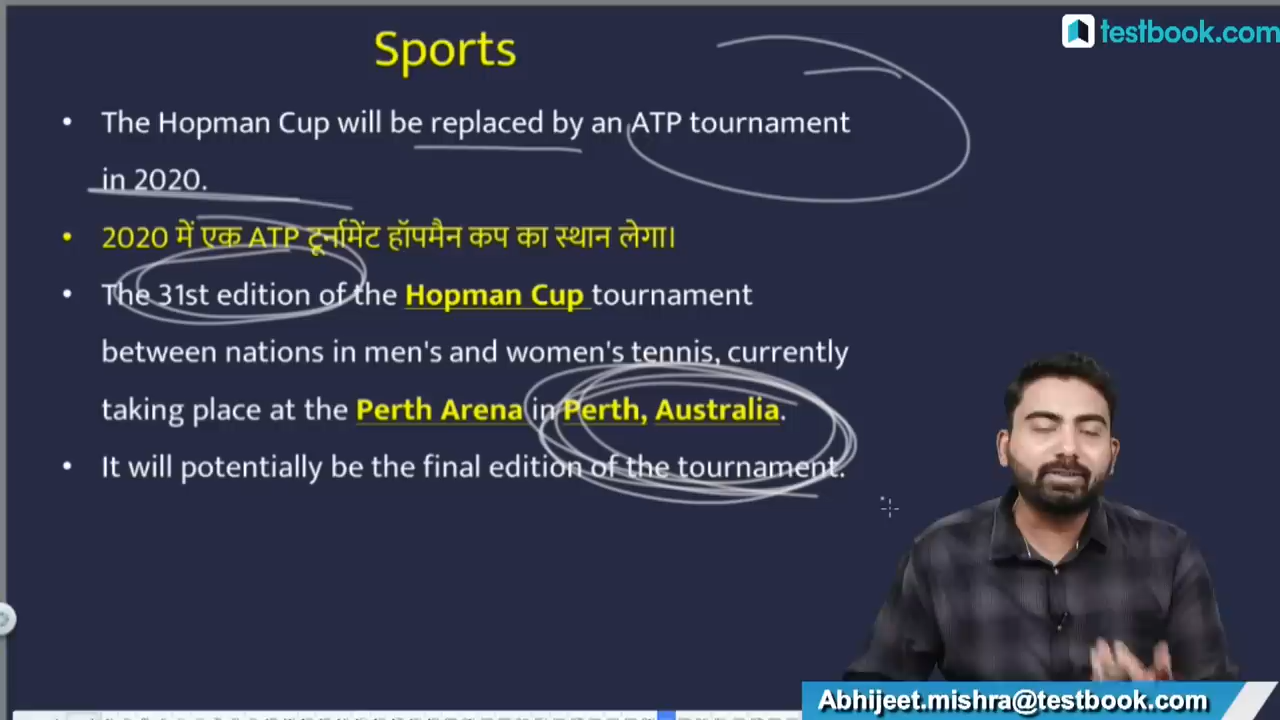 Sports
testbook.com
• The Hopman Cup will be replaced by an ATP tournament
in 2020.
• 2020 में एक ATP टूर्नामेंट हॉपमैन कप का स्थान लेगा।
• The 31st edition of the Hopman Cup tournament
between nations in men's and women's tennis, currently
taking place at the Perth Arena in Perth, Australia.
• It will potentially be the final edition of the tournament.
Abhijeet.mishra@testbook.com